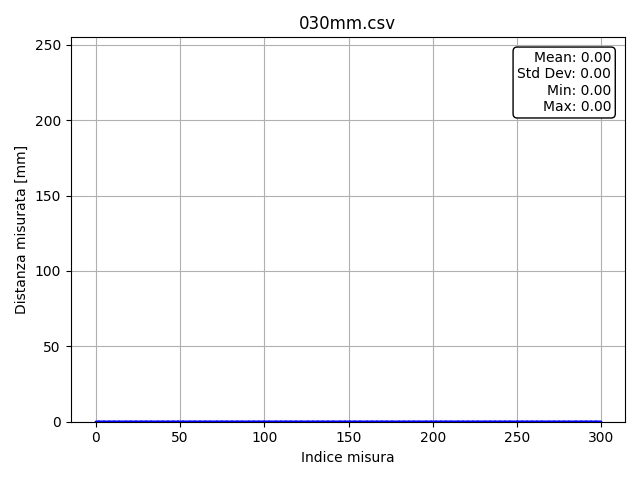 030mm.csv
Mean: 0.00
Std Dev: 0.00
Min: 0.00
Max: 0.00
Distanza misurata [mm]
250
200
150
100
50
0
0 50 100 150 200 250 300
Indice misura